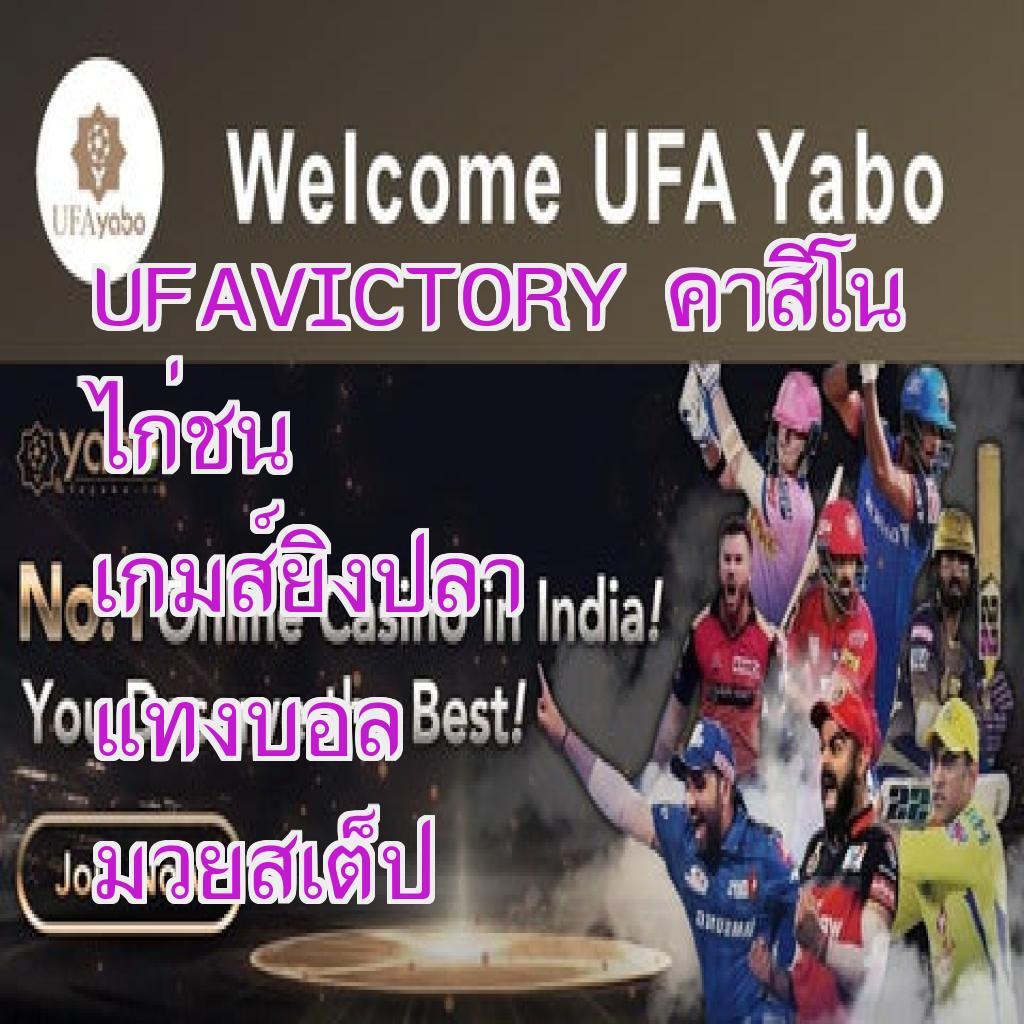 Welcome UFA Yabo
UFAyabo
UFAVICTORY คาสิโน
ไก่ชน
เกมส์ยิงปลา
No.1 Online Casino in India!
แทงบอล
You Best!
มวยสเต็ป
22